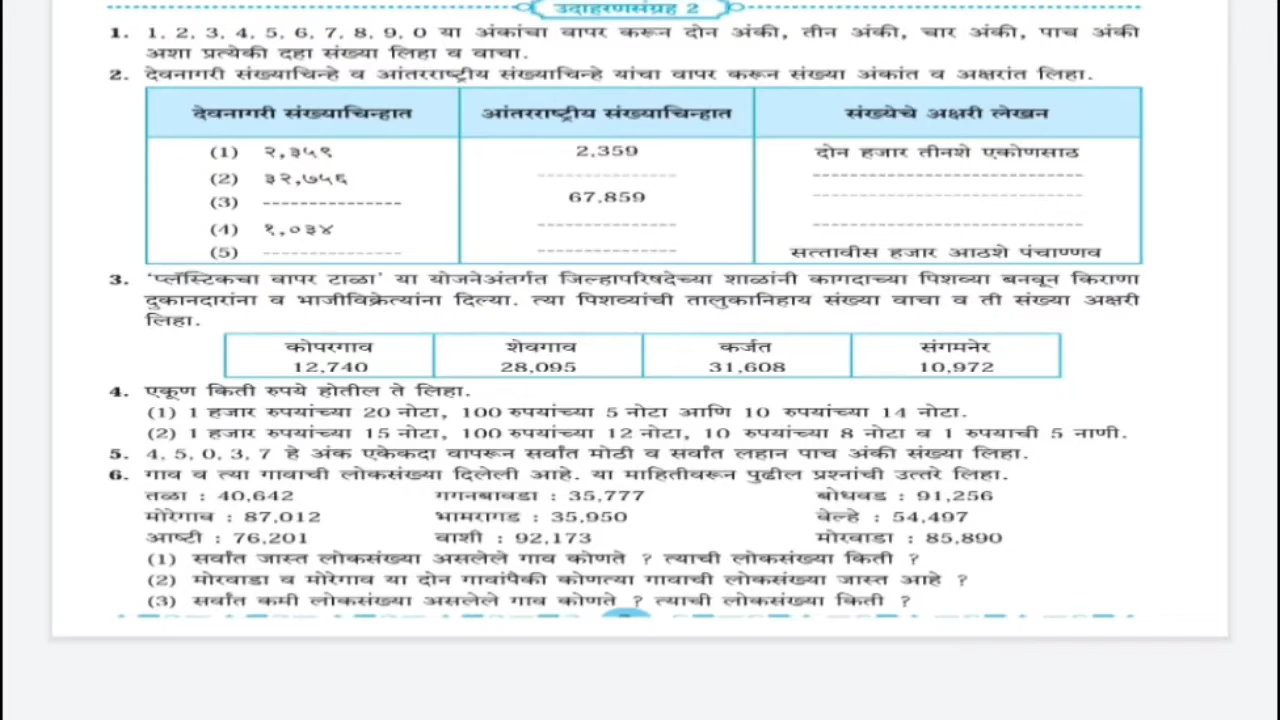 उदाहरणसंग्रह 2
1. 1, 2, 3, 4, 5, 6, 7, 8, 9, 0 या अंकांचा वापर करून दोन अंकी, तीन अंकी, चार अंकी, पाच अंकी
अशा प्रत्येकी दहा संख्या लिहा व वाचा.
2. देवनागरी संख्याचिन्हे व आंतरराष्ट्रीय संख्याचिन्हे यांचा वापर करून संख्या अंकांत व अक्षरांत लिहा.
देवनागरी संख्याचिन्हात आंतरराष्ट्रीय संख्याचिन्हात संख्येचे अक्षरी लेखन
(1) २,३५९ 2,359 दोन हजार तीनशे एकोणसाठ
(2) ३२,७५६ --------------- -----------------------------
(3) --------------- 67,859 -----------------------------
(4) १,०३४ --------------- -----------------------------
(5) --------------- --------------- सत्तावीस हजार आठशे पंचाण्णव
3. ‘प्लॅस्टिकचा वापर टाळा’ या योजनेअंतर्गत जिल्हापरिषदेच्या शाळांनी कागदाच्या पिशव्या बनवून किराणा
दुकानदारांना व भाजीविक्रेत्यांना दिल्या. त्या पिशव्यांची तालुकानिहाय संख्या वाचा व ती संख्या अक्षरी
लिहा.
कोपरगाव शेवगाव कर्जत संगमनेर
12,740 28,095 31,608 10,972
4. एकूण किती रुपये होतील ते लिहा.
(1) 1 हजार रुपयांच्या 20 नोटा, 100 रुपयांच्या 5 नोटा आणि 10 रुपयांच्या 14 नोटा.
(2) 1 हजार रुपयांच्या 15 नोटा, 100 रुपयांच्या 12 नोटा, 10 रुपयांच्या 8 नोटा व 1 रुपयाची 5 नाणी.
5. 4, 5, 0, 3, 7 हे अंक एकेकदा वापरून सर्वांत मोठी व सर्वांत लहान पाच अंकी संख्या लिहा.
6. गाव व त्या गावाची लोकसंख्या दिलेली आहे. या माहितीवरून पुढील प्रश्नांची उत्तरे लिहा.
तळा : 40,642 गगनबावडा : 35,777 बोधवड : 91,256
मोरेगाव : 87,012 भामरागड : 35,950 वेल्हे : 54,497
आष्टी : 76,201 वाशी : 92,173 मोरवाडा : 85,890
(1) सर्वांत जास्त लोकसंख्या असलेले गाव कोणते ? त्याची लोकसंख्या किती ?
(2) मोरवाडा व मोरेगाव या दोन गावांपैकी कोणत्या गावाची लोकसंख्या जास्त आहे ?
(3) सर्वांत कमी लोकसंख्या असलेले गाव कोणते ? त्याची लोकसंख्या किती ?